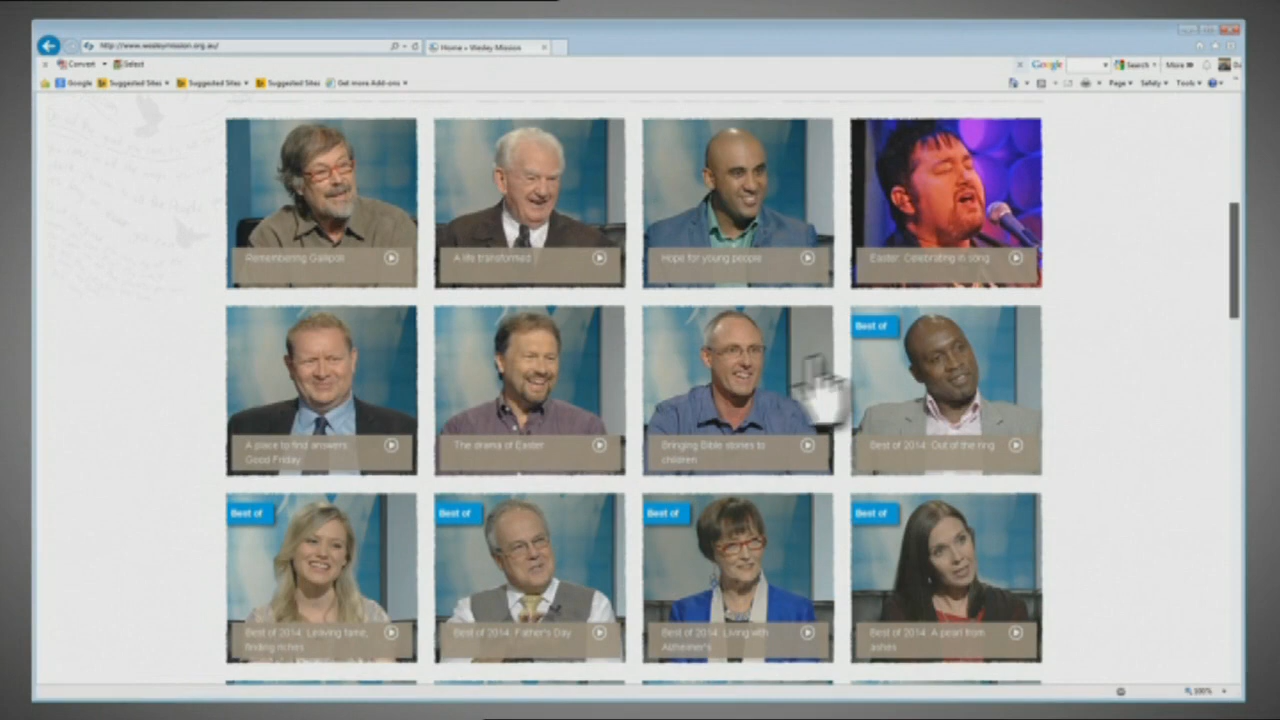 http://www.wesleymission.org.au/
Home » Wesley Mission
Convert
Select
Google
Search
More »
Google
Suggested Sites
Suggested Sites
Suggested Sites
Get more Add-ons
Page
Safety
Tools
Remembering Gallipoli
A life transformed
Hope for young people
Easter: Celebrating in song
A place to find answers:
Good Friday
The drama of Easter
Bringing Bible stories to
children
Best of
Best of 2014: Out of the ring
Best of
Best of 2014: Leaving fame,
finding riches
Best of
Best of 2014: Father's Day
Best of
Best of 2014: Living with
Alzheimer's
Best of
Best of 2014: A pearl from
ashes
100%